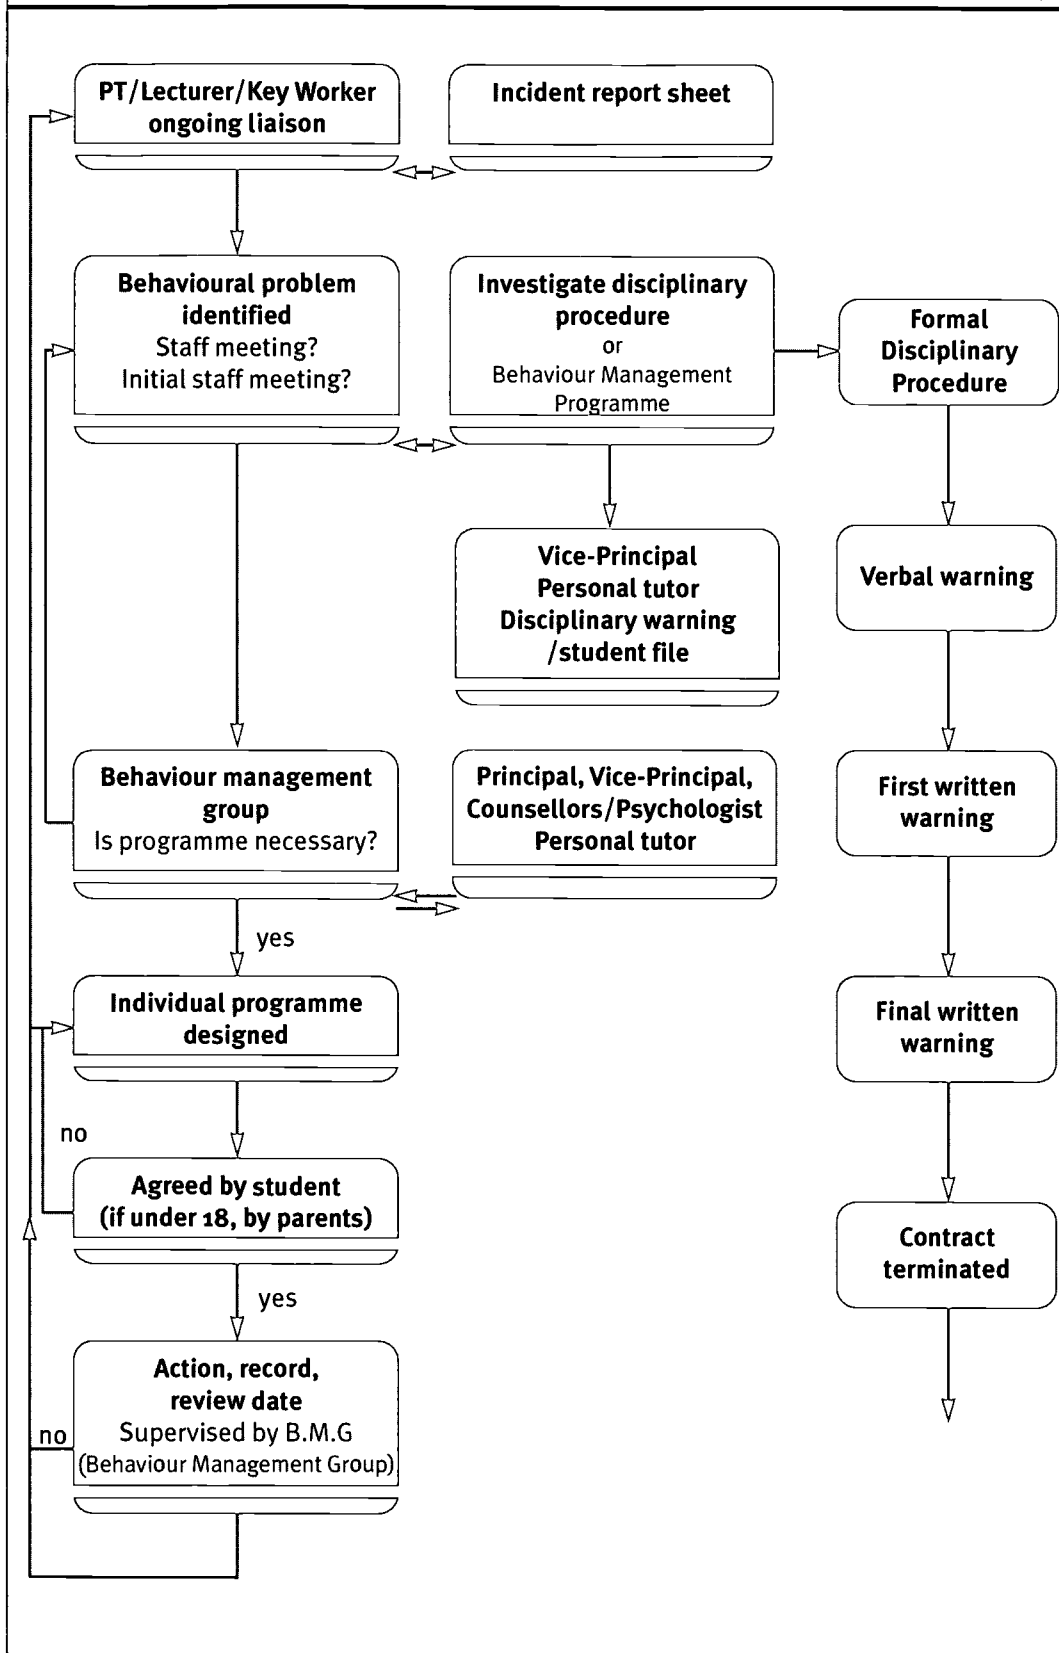 PT/Lecturer/Key Worker
ongoing liaison
Incident report sheet
Behavioural problem
identified
Staff meeting?
Initial staff meeting?
Investigate disciplinary
procedure
or
Behaviour Management
Programme
Formal
Disciplinary
Procedure
Vice-Principal
Personal tutor
Disciplinary warning
/student file
Verbal warning
Behaviour management
group
Is programme necessary?
Principal, Vice-Principal,
Counsellors/Psychologist
Personal tutor
First written
warning
yes
Individual programme
designed
Final written
warning
no
Agreed by student
(if under 18, by parents)
Contract
terminated
yes
Action, record,
review date
Supervised by B.M.G
(Behaviour Management Group)
no